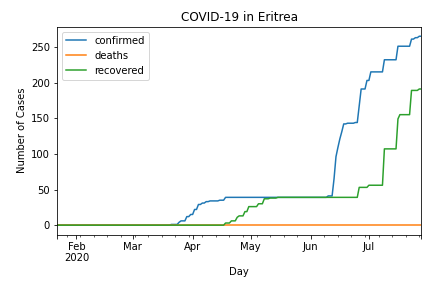 COVID-19 in Eritrea
confirmed
deaths
recovered
Number of Cases
250
200
150
100
50
0
Feb
2020
Mar
Apr
May
Jun
Jul
Day